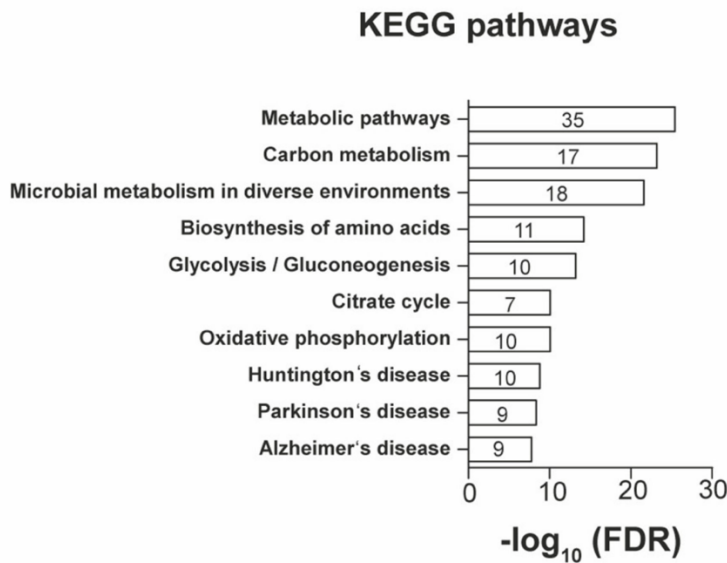 KEGG pathways
Metabolic pathways 35
Carbon metabolism 17
Microbial metabolism in diverse environments 18
Biosynthesis of amino acids 11
Glycolysis / Gluconeogenesis 10
Citrate cycle 7
Oxidative phosphorylation 10
Huntington‘s disease 10
Parkinson‘s disease 9
Alzheimer‘s disease 9
0 10 20 30
-log₁₀ (FDR)